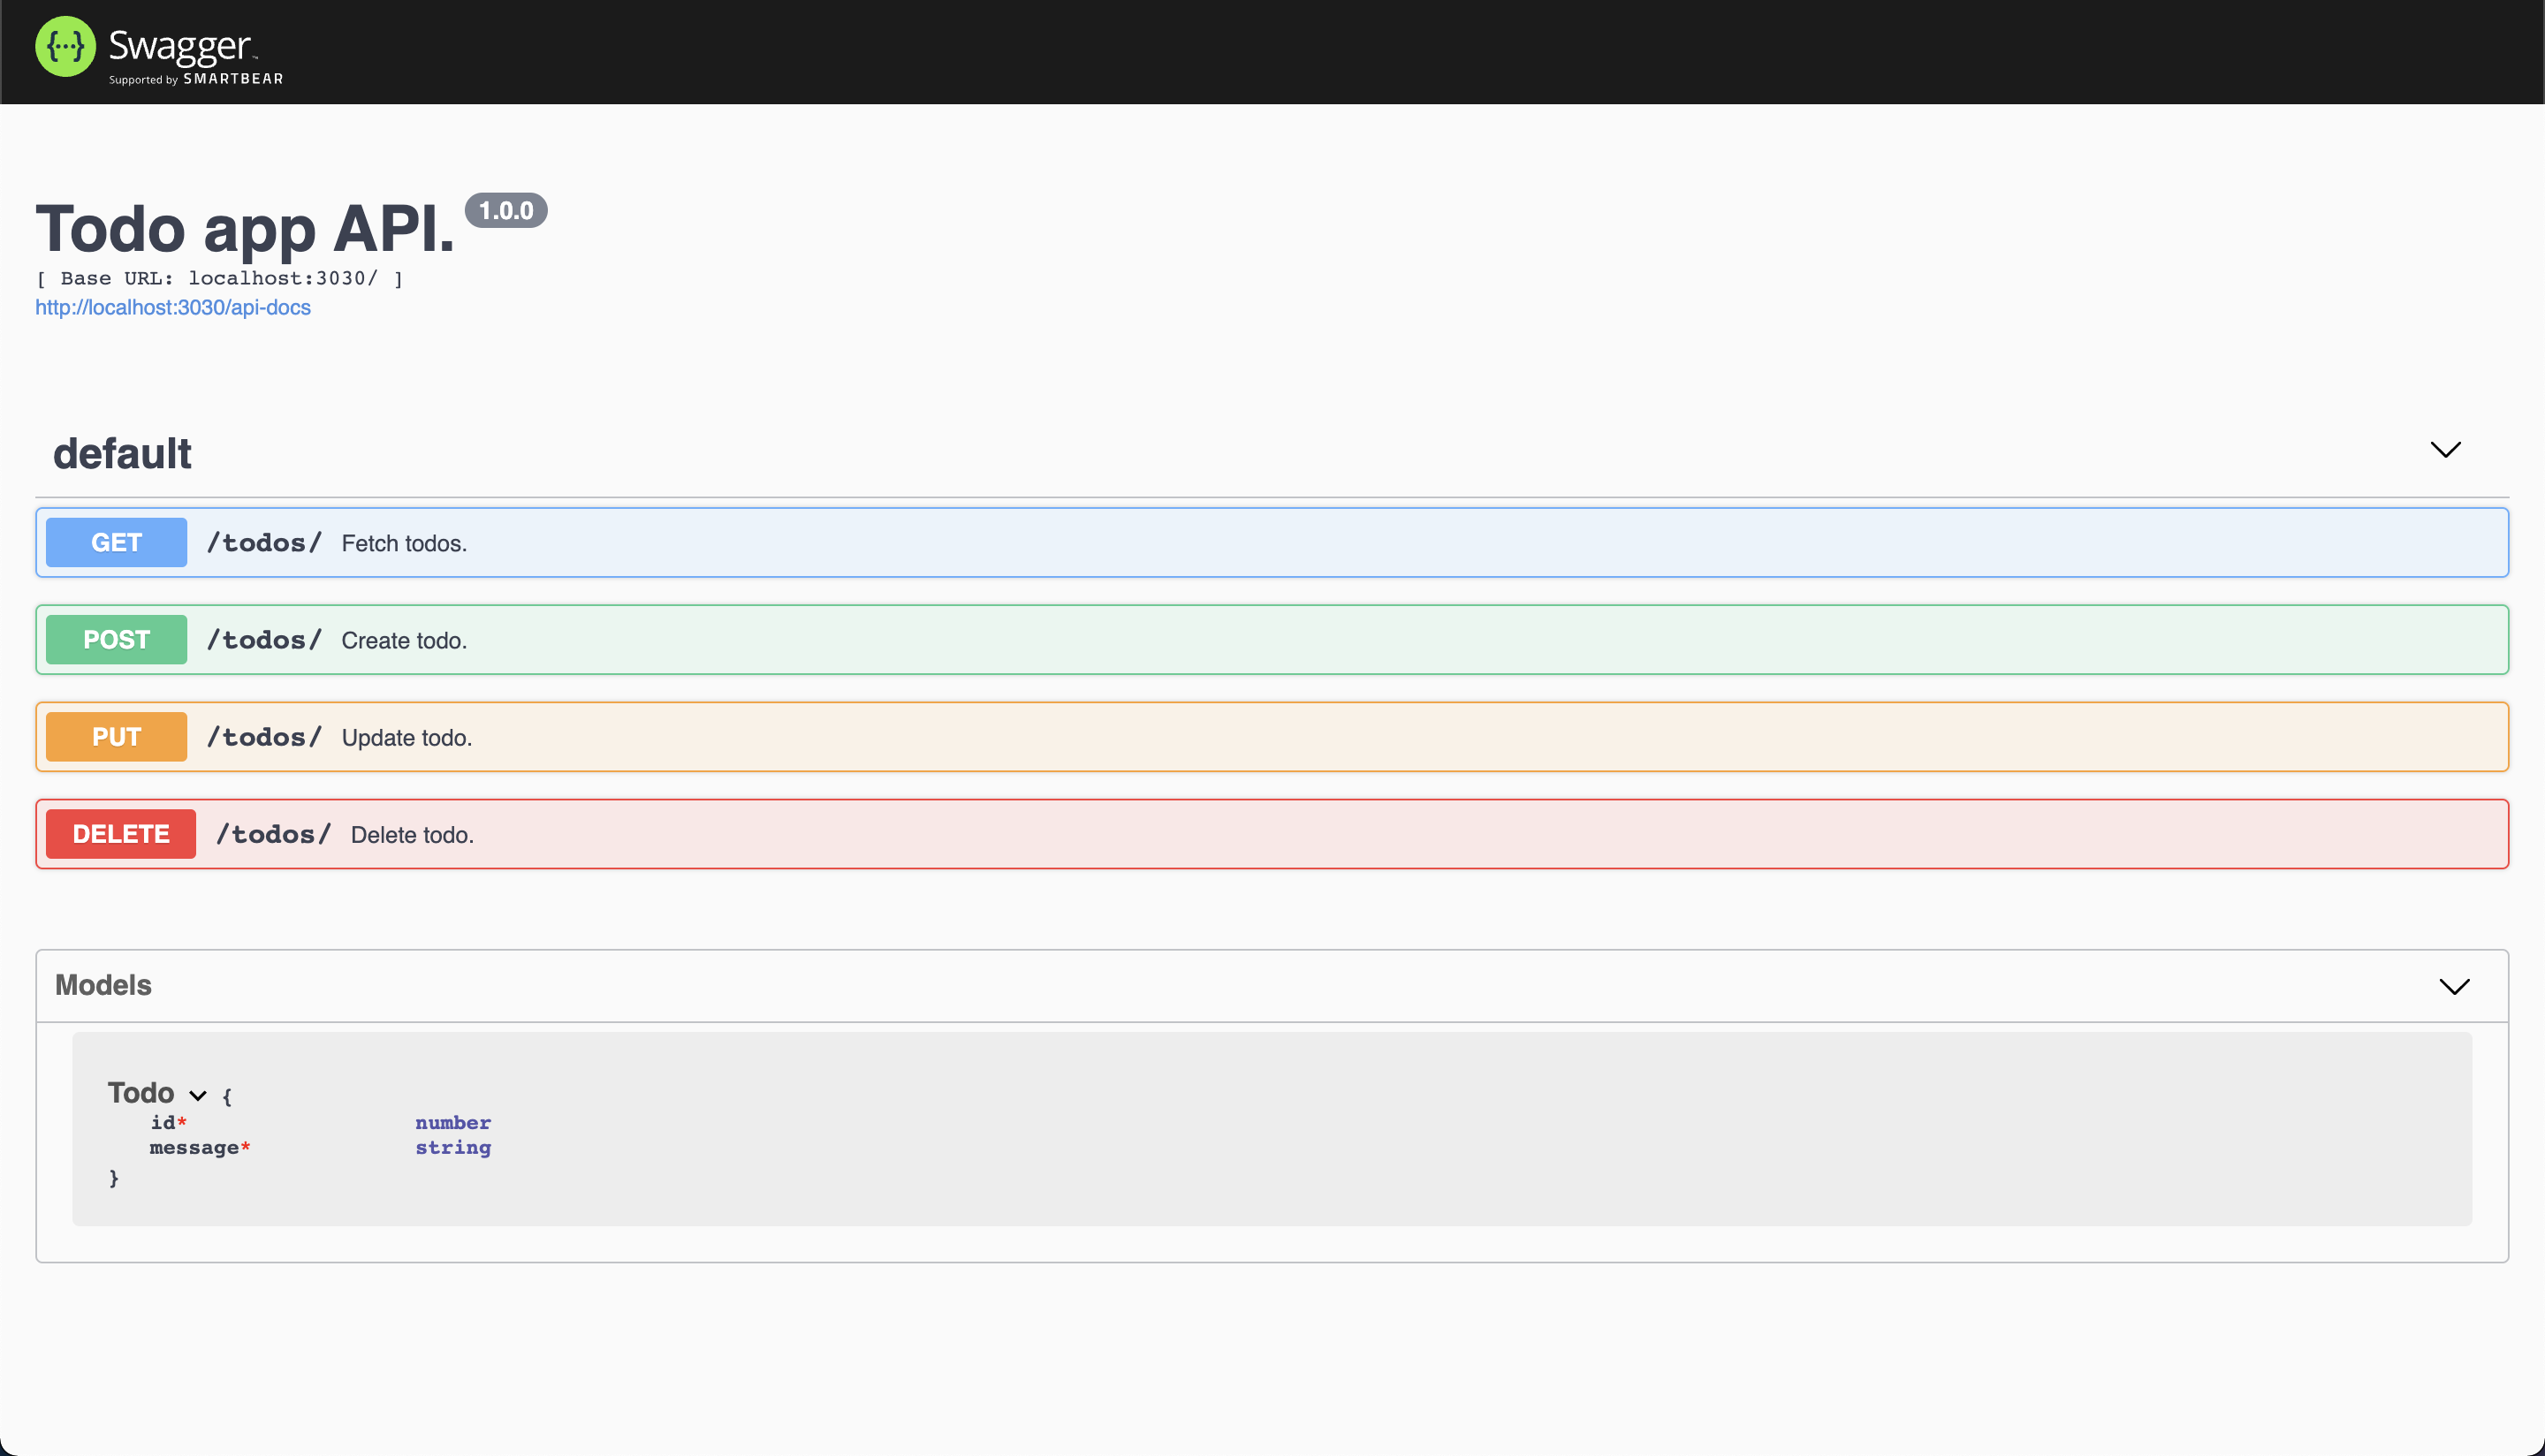 {···} Swagger™
Supported by SMARTBEAR
Todo app API. 1.0.0
[ Base URL: localhost:3030/ ]
http://localhost:3030/api-docs
default
GET /todos/ Fetch todos.
POST /todos/ Create todo.
PUT /todos/ Update todo.
DELETE /todos/ Delete todo.
Models
Todo {
id* number
message* string
}